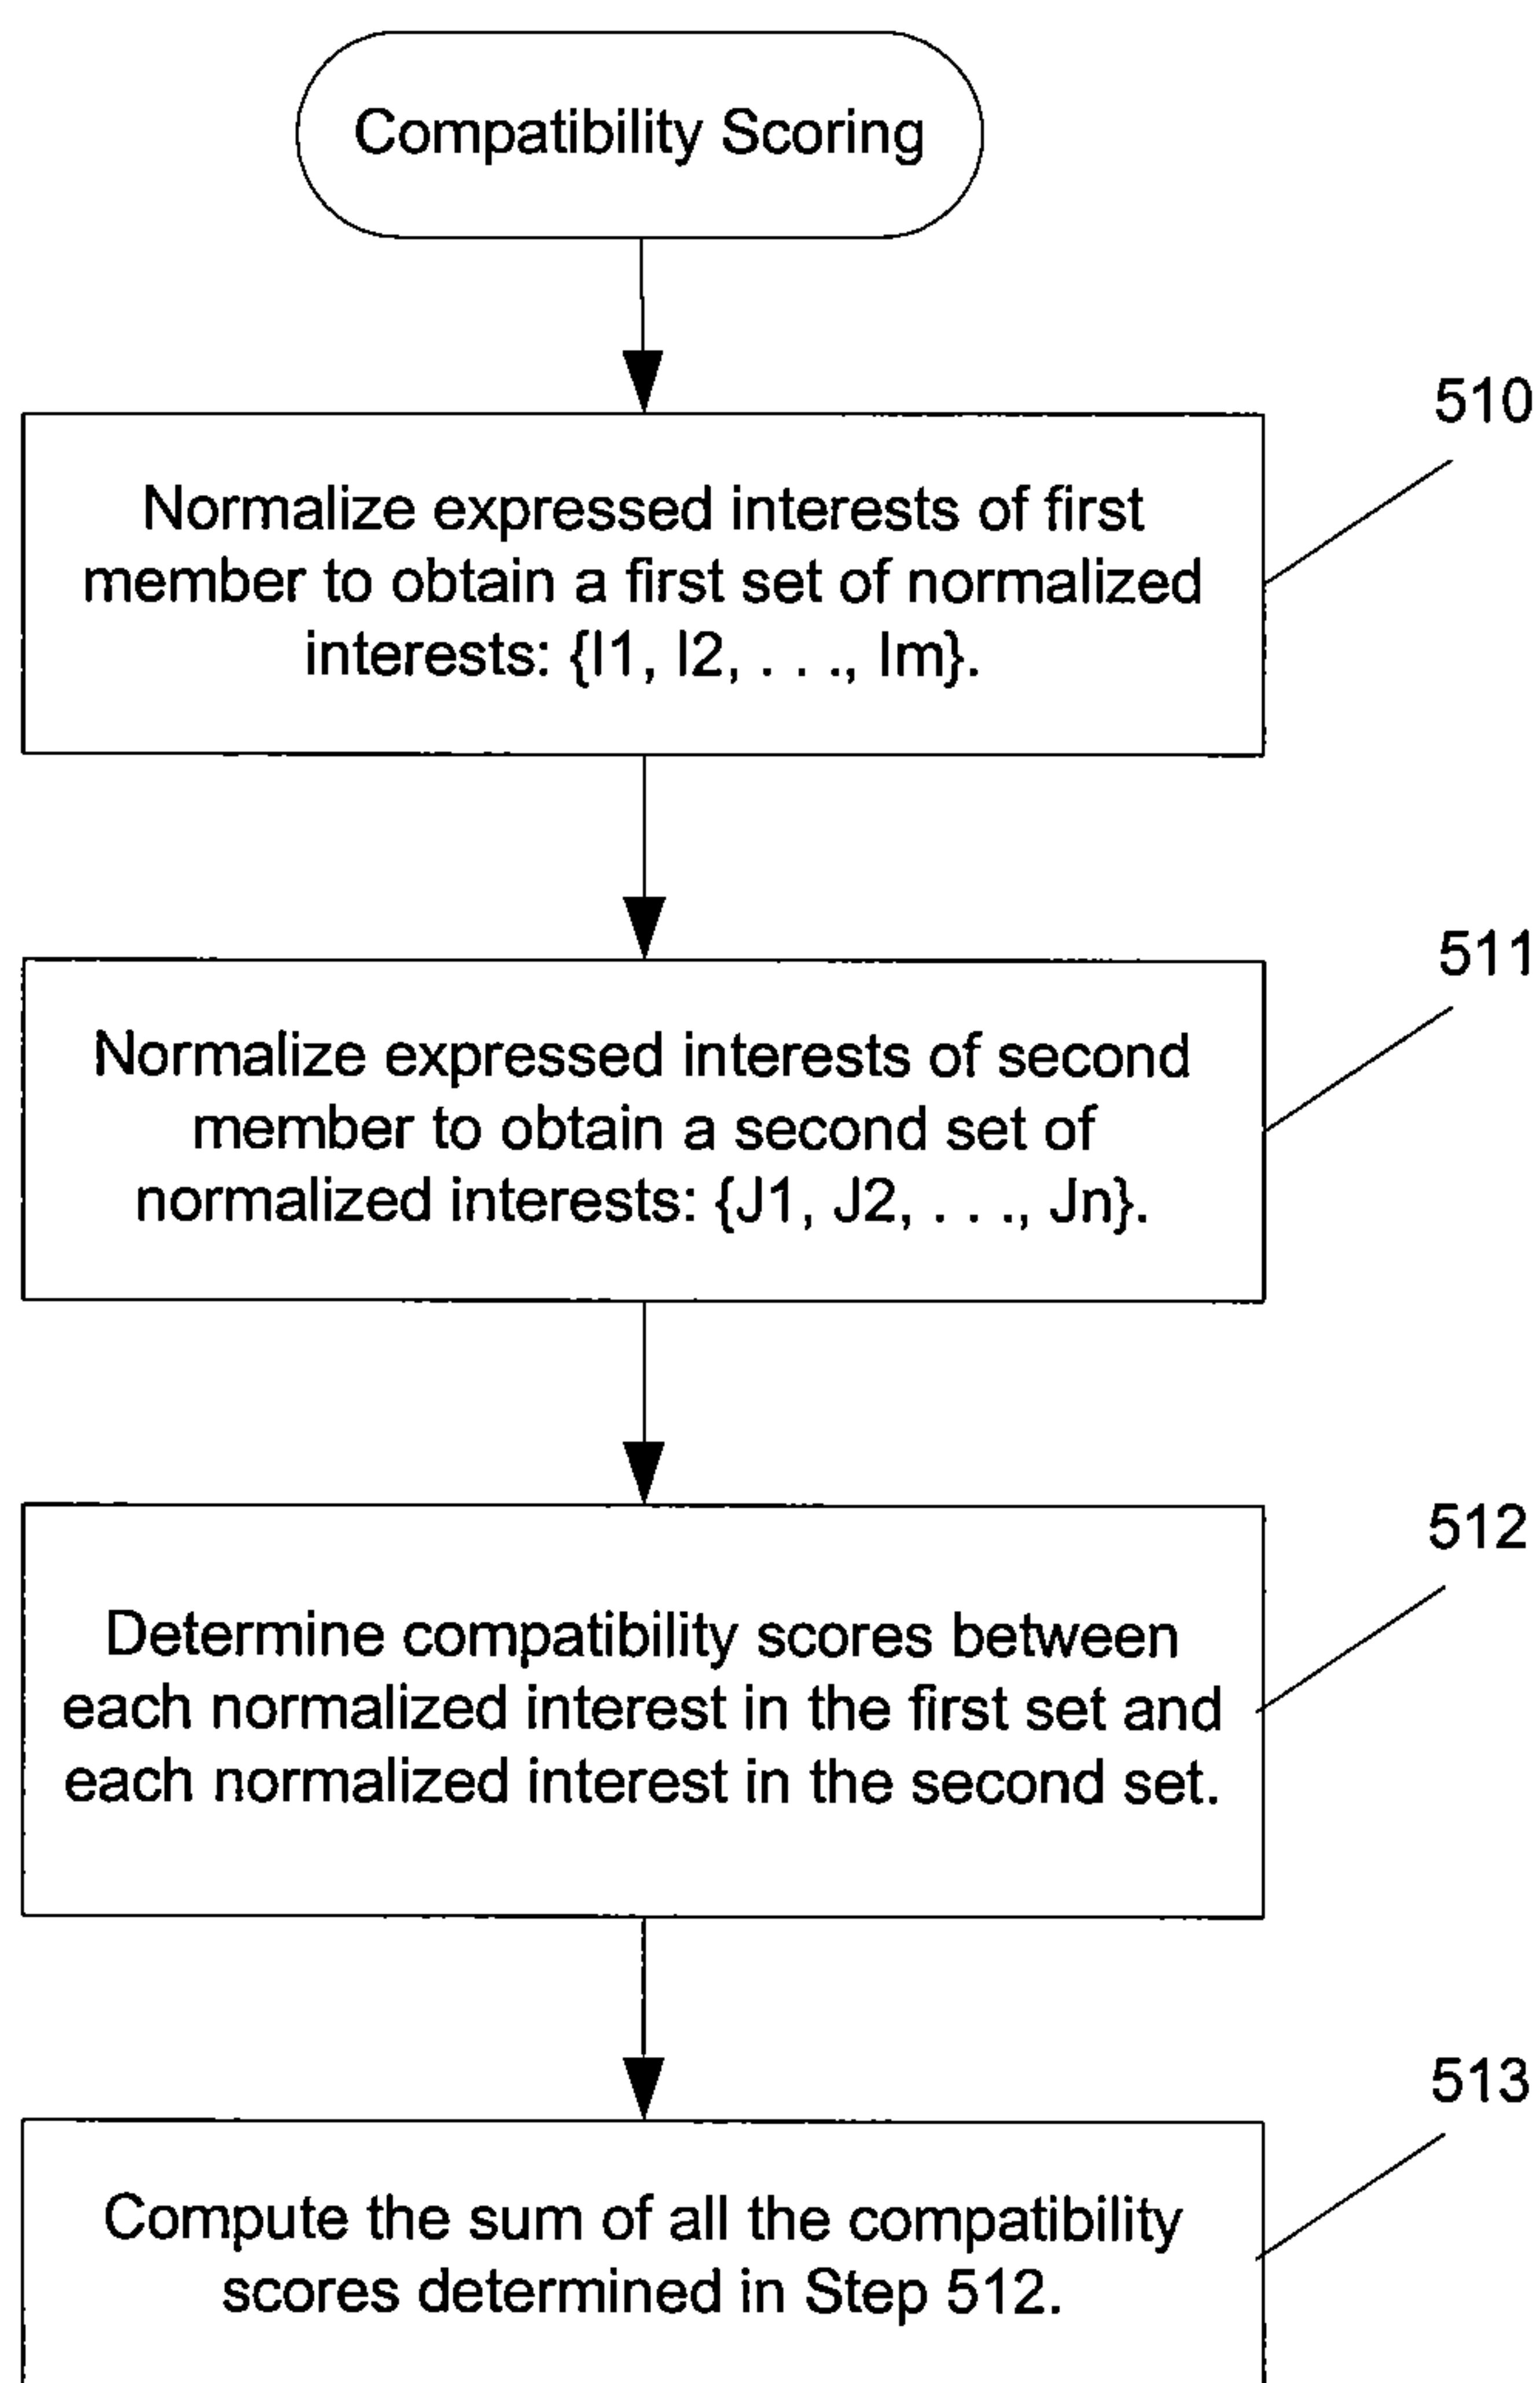 Compatibility Scoring
510
Normalize expressed interests of first
member to obtain a first set of normalized
interests: {I1, I2, . . ., Im}.
511
Normalize expressed interests of second
member to obtain a second set of
normalized interests: {J1, J2, . . ., Jn}.
512
Determine compatibility scores between
each normalized interest in the first set and
each normalized interest in the second set.
513
Compute the sum of all the compatibility
scores determined in Step 512.